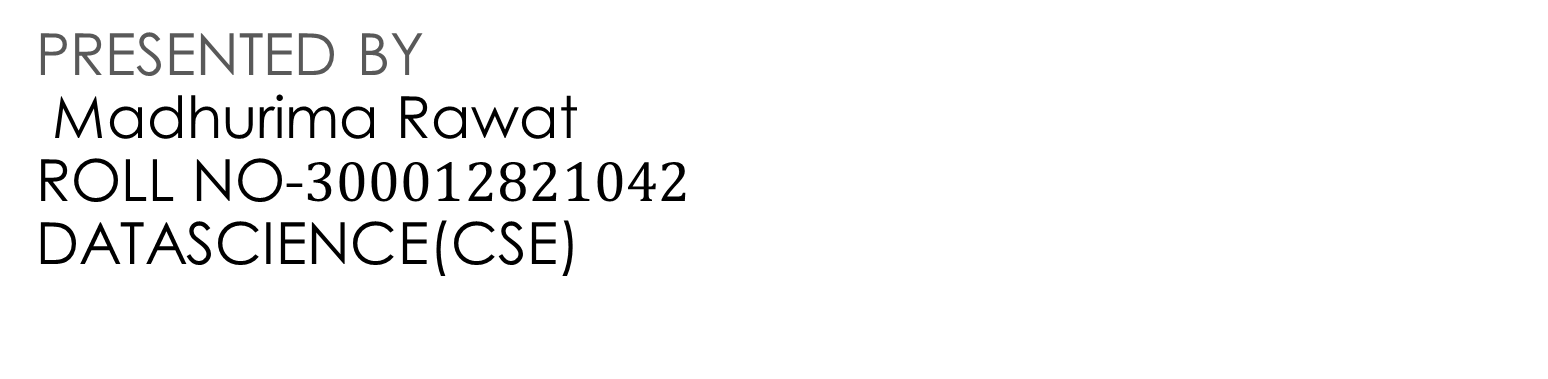 PRESENTED BY
Madhurima Rawat
ROLL NO-300012821042
DATASCIENCE(CSE)